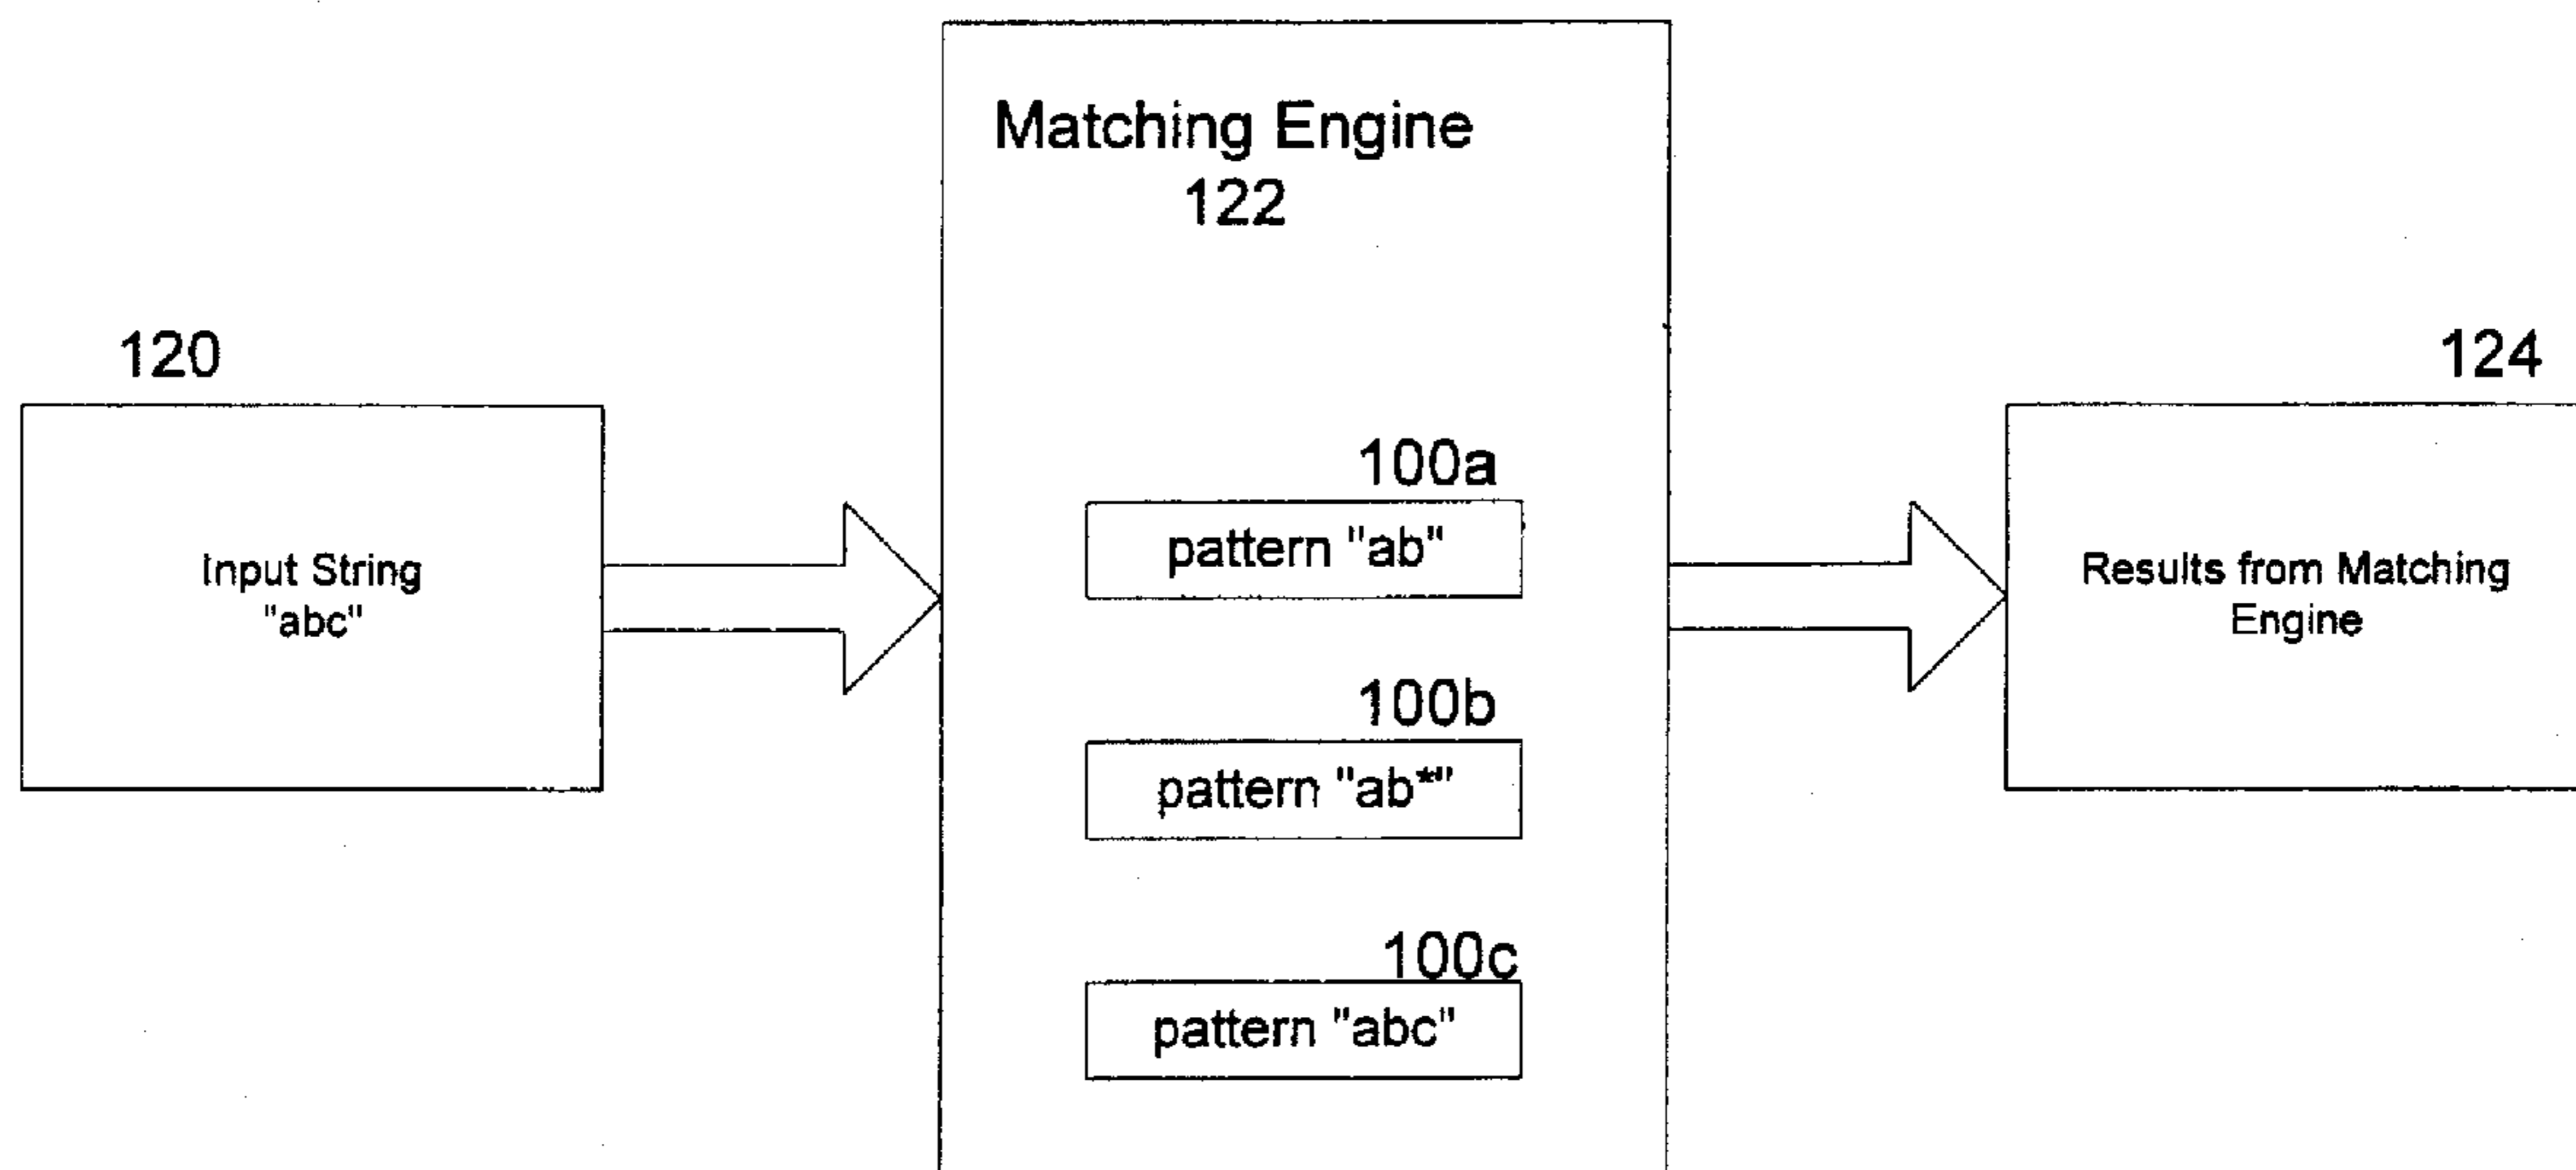 Matching Engine
122
120
Input String
"abc"
100a
pattern "ab"
100b
pattern "ab*"
100c
pattern "abc"
124
Results from Matching
Engine